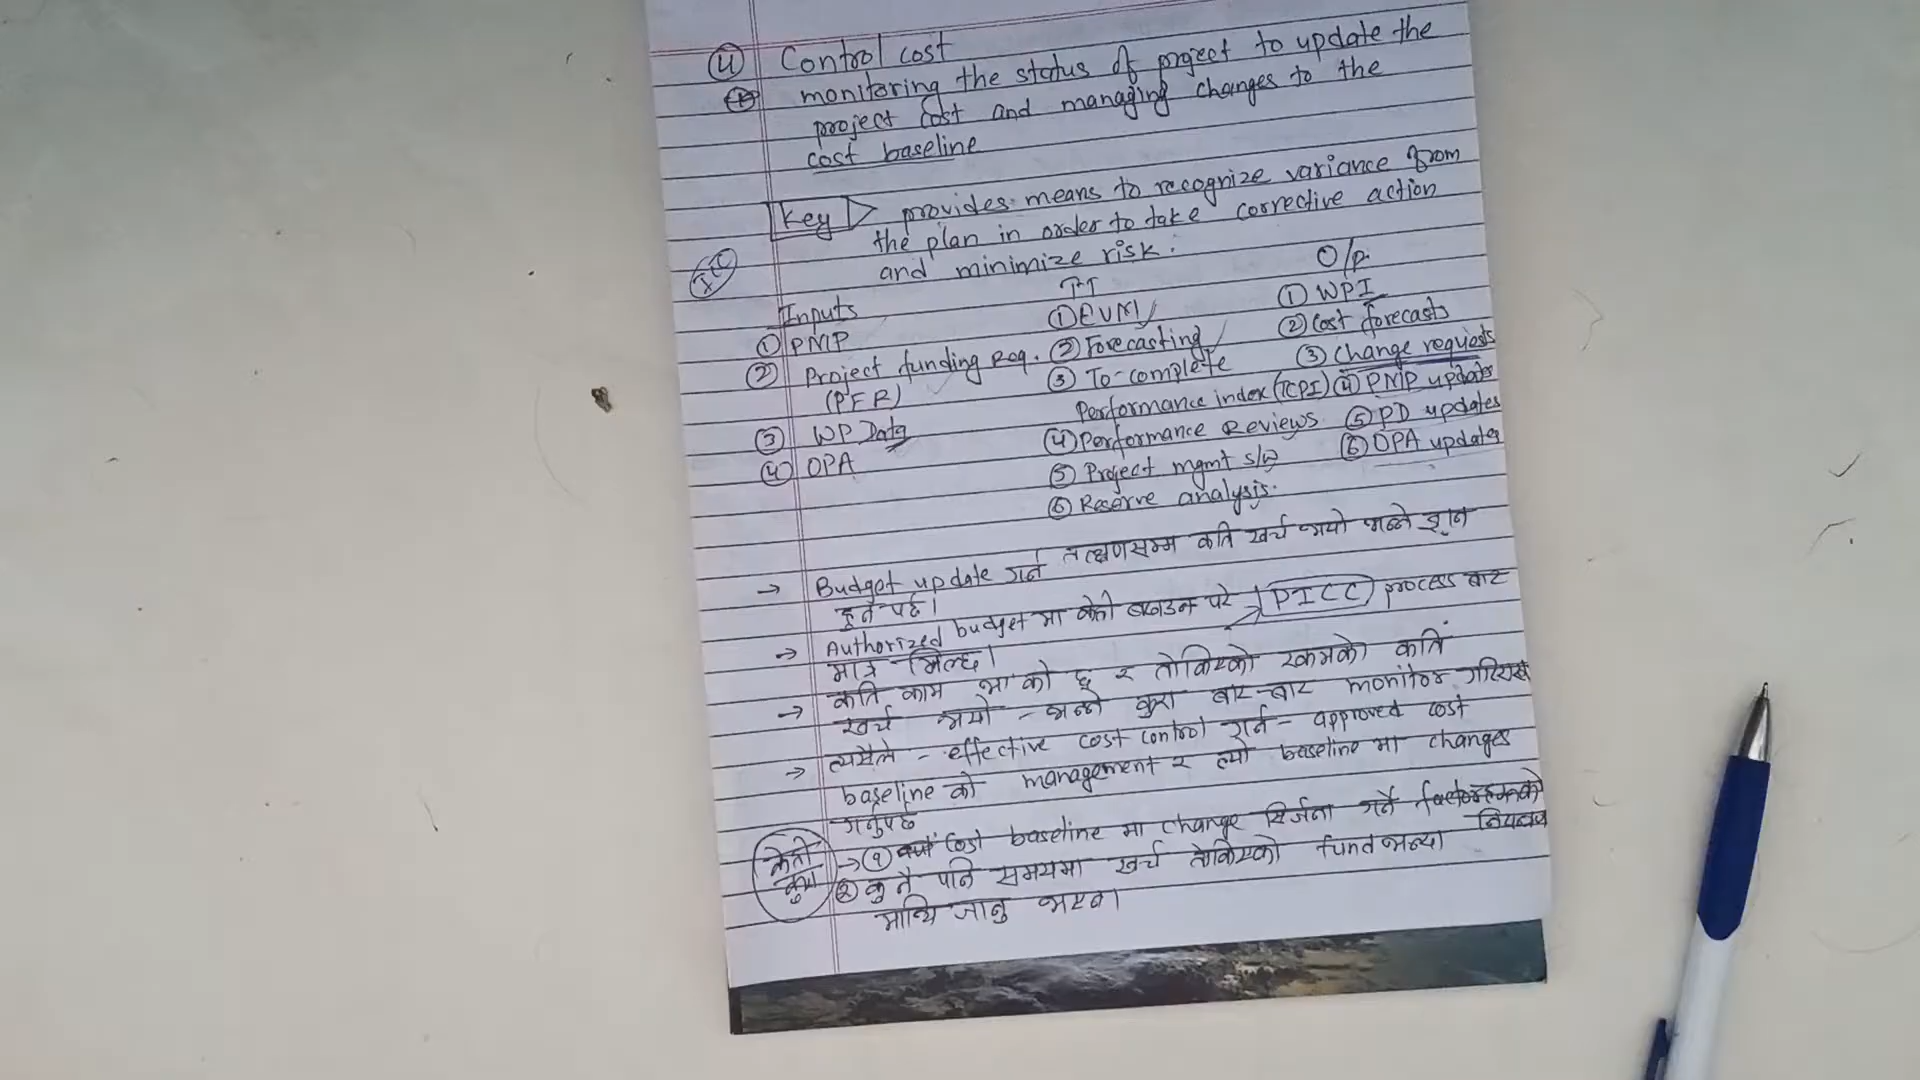 ④ Control cost
monitoring the status of project to update the
project cost and managing changes to the
cost baseline
Key provides means to recognize variance from
the plan in order to take corrective action
and minimize risk.
Inputs
① PMP
② Project funding Req.
(PFR)
③ WP Data
④ OPA
TT
① EVM
② Forecasting
③ To-complete
Performance index (TCPI)
④ Performance Reviews
⑤ Project mgmt s/w
⑥ Reserve analysis.
O/P
① WPI
② Cost forecasts
③ Change requests
④ PMP updates
⑤ PD updates
⑥ OPA updates
→ Budget update गर्न तत्क्षणसम्म कति खर्च भयो भन्ने ज्ञान
हुनै पर्छ।
→ Authorized budget मा केही बढाउन परे PICC process बाट
मात्र मिल्छ।
→ कति काम भाको छ र तोकिएको रकमको कति
खर्च भयो - भन्ने कुरा बार-बार monitor
→ त्यसैले - effective cost control गर्न - approved cost
baseline को management र त्यो baseline मा changes
गर्नुपर्छ
→ ① cost baseline मा change सिर्जना गर्ने factorहरूको नियन्त्रण
② कुनै पनि समयमा खर्च तोकिएको fund भन्दा
माथि जानु भएन।